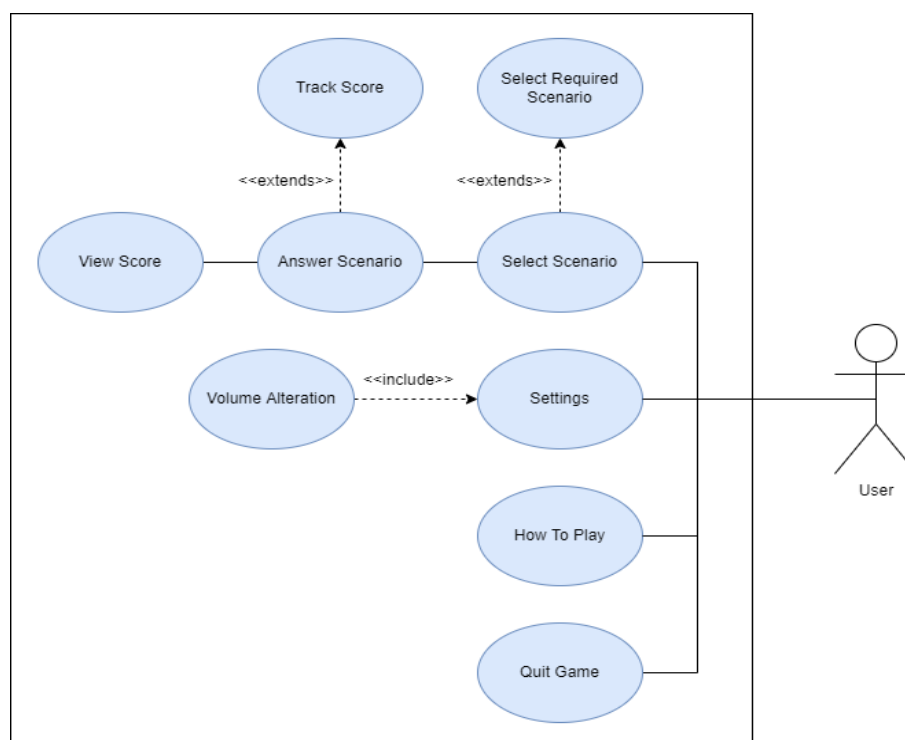 Track Score
Select Required
Scenario
<<extends>>
<<extends>>
View Score
Answer Scenario
Select Scenario
<<include>>
Volume Alteration
Settings
User
How To Play
Quit Game